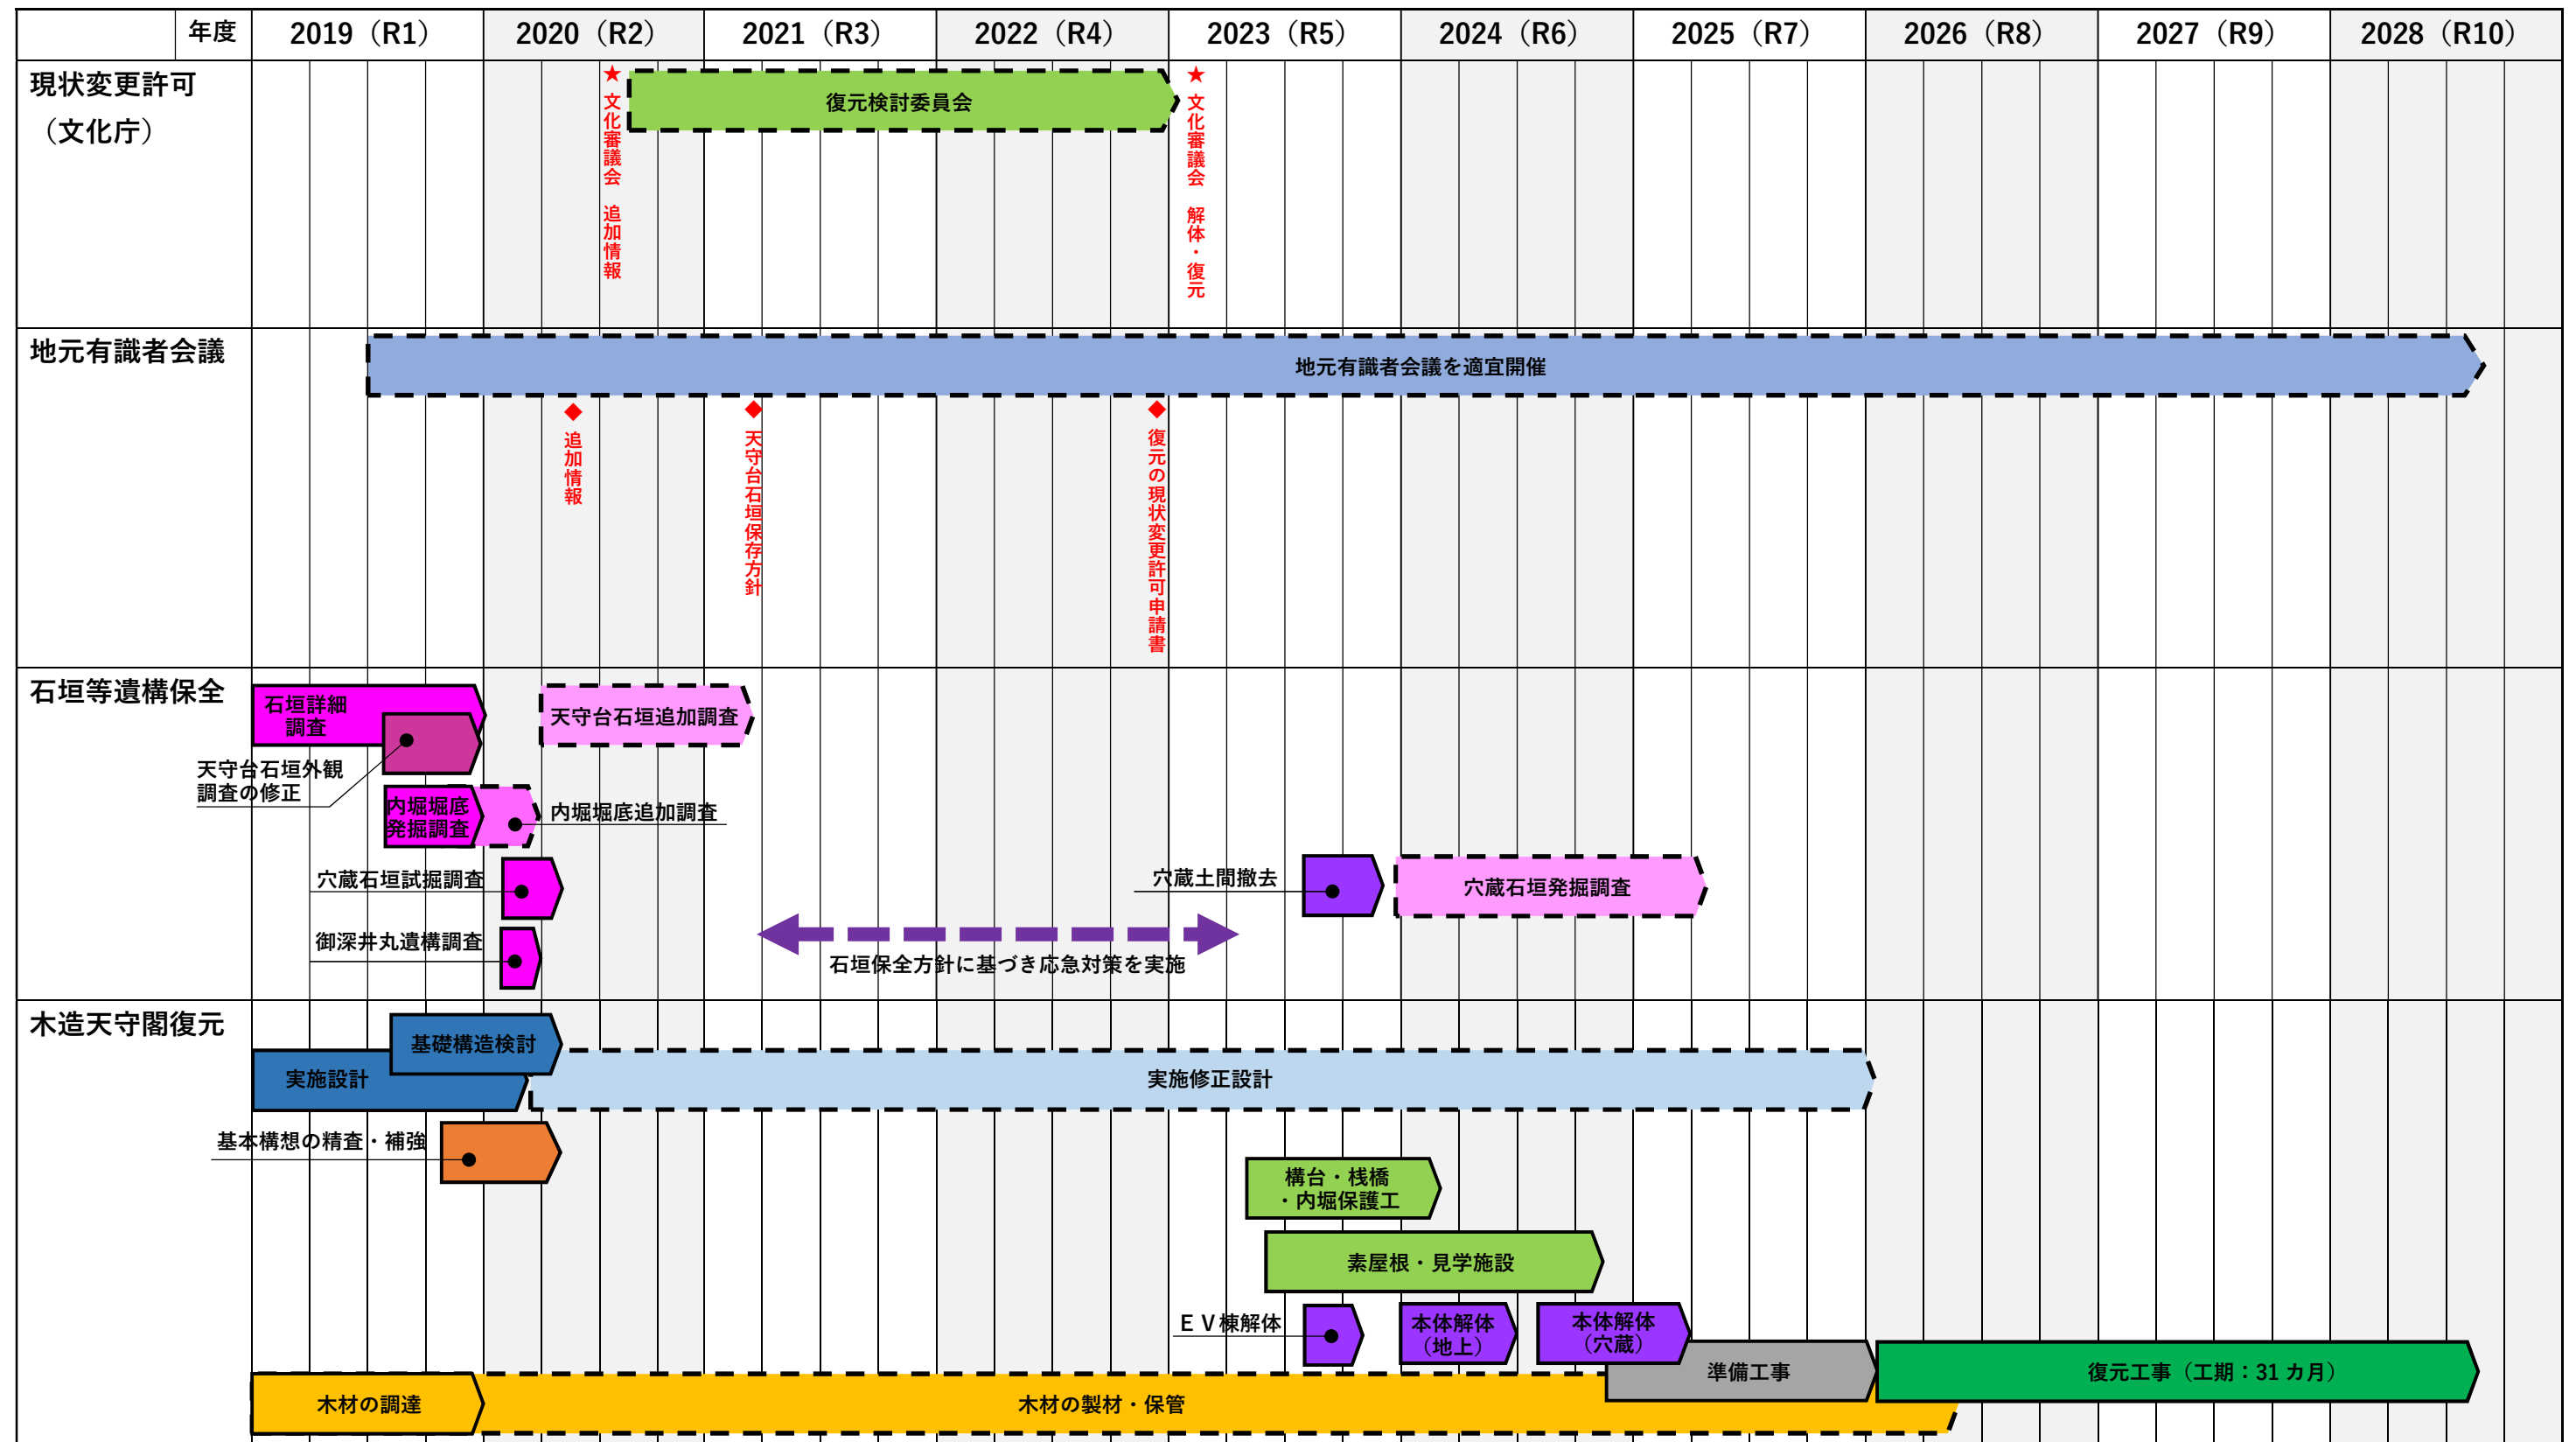 年度
2019（R1）
2020（R2）
2021（R3）
2022（R4）
2023（R5）
2024（R6）
2025（R7）
2026（R8）
2027（R9）
2028（R10）
現状変更許可
（文化庁）
★文化審議会　追加情報
復元検討委員会
★文化審議会　解体・復元
地元有識者会議
地元有識者会議を適宜開催
◆追加情報
◆天守台石垣保存方針
◆復元の現状変更許可申請書
石垣等遺構保全
石垣詳細
調査
天守台石垣追加調査
天守台石垣外観
調査の修正
内堀堀底
発掘調査
内堀堀底追加調査
穴蔵石垣試掘調査
穴蔵土間撤去
穴蔵石垣発掘調査
御深井丸遺構調査
石垣保全方針に基づき応急対策を実施
木造天守閣復元
基礎構造検討
実施設計
実施修正設計
基本構想の精査・補強
構台・桟橋
・内堀保護工
素屋根・見学施設
ＥＶ棟解体
本体解体
（地上）
本体解体
（穴蔵）
準備工事
復元工事（工期：31 カ月）
木材の調達
木材の製材・保管